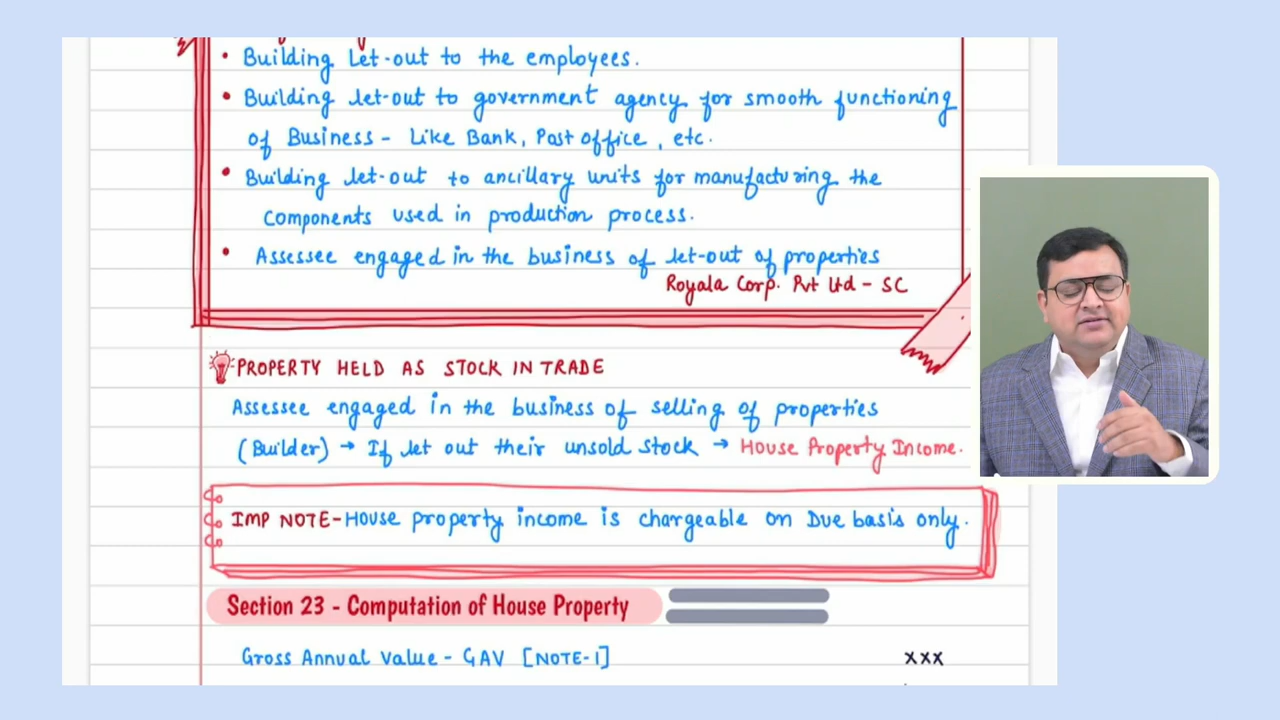 • Building Let-out to the employees.
• Building let-out to government agency for smooth functioning
of Business - Like Bank, Post office, etc.
• Building let-out to ancillary units for manufacturing the
components used in production process.
• Assessee engaged in the business of let-out of properties
Royala Corp. Pvt Ltd - SC
PROPERTY HELD AS STOCK IN TRADE
Assessee engaged in the business of selling of properties
(Builder) → If let out their unsold stock → House Property Income.
IMP NOTE - House property income is chargeable on Due basis only.
Section 23 - Computation of House Property
Gross Annual Value - GAV [NOTE-1] XXX